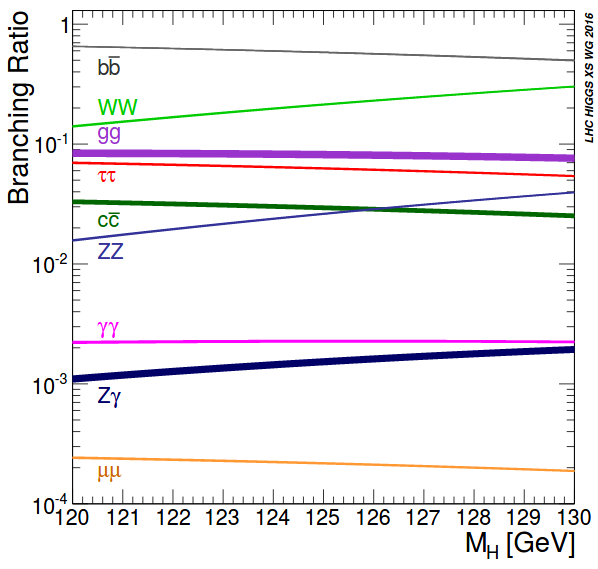 Branching Ratio
LHC HIGGS XS WG 2016
1
bb̅
WW
10⁻¹
gg
ττ
cc̅
ZZ
10⁻²
γγ
10⁻³
Zγ
μμ
10⁻⁴
120 121 122 123 124 125 126 127 128 129 130
M_H [GeV]